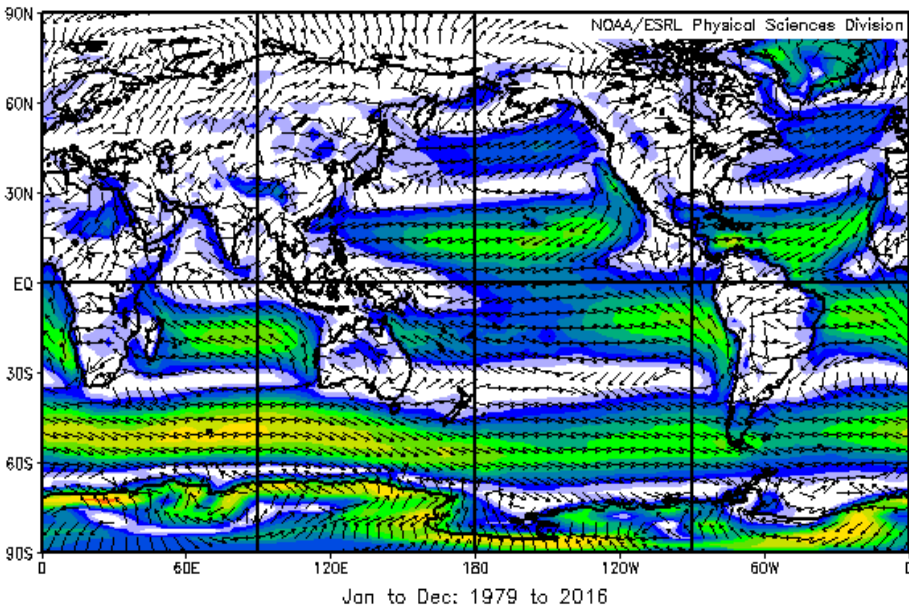 NOAA/ESRL Physical Sciences Division
90N
60N
30N
EQ
30S
60S
90S
0 60E 120E 180 120W 60W 0
Jan to Dec: 1979 to 2016